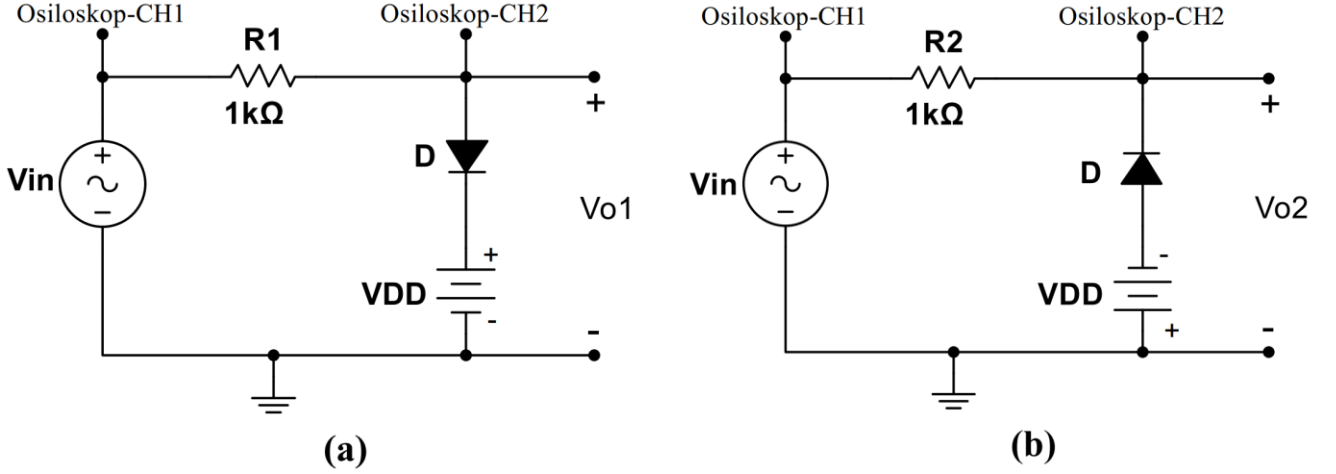 Osiloskop-CH1
Osiloskop-CH2
R1
1kΩ
+
+
D
Vin
−
Vo1
+
VDD
-
-
(a)
Osiloskop-CH1
Osiloskop-CH2
R2
1kΩ
+
+
D
Vin
−
Vo2
-
VDD
+
-
(b)